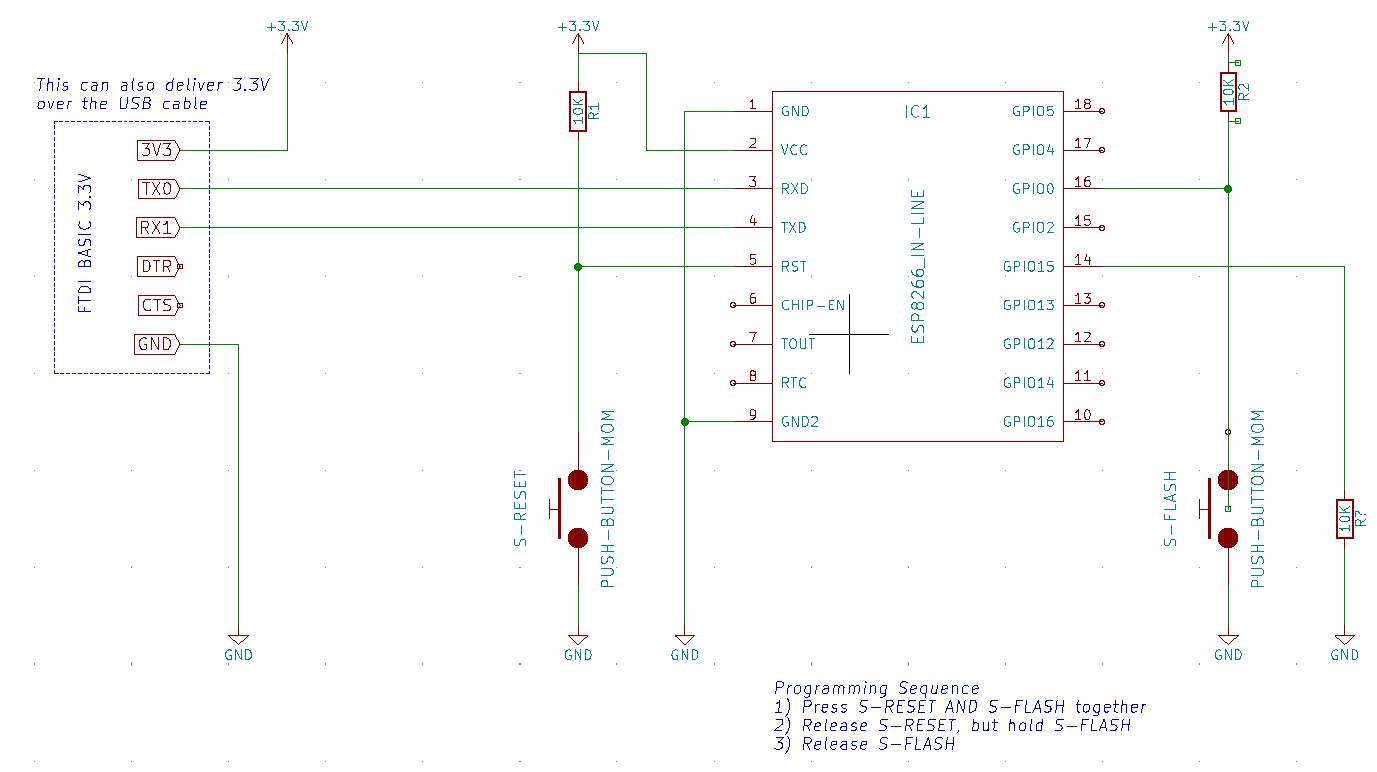 +3.3V
+3.3V
+3.3V
This can also deliver 3.3V
over the USB cable
FTDI BASIC 3.3V
3V3
TX0
RX1
DTR
CTS
GND
GND
10K
R1
S-RESET
PUSH-BUTTON-MOM
GND
GND
IC1
ESP8266_IN-LINE
1 GND
2 VCC
3 RXD
4 TXD
5 RST
6 CHIP-EN
7 TOUT
8 RTC
9 GND2
GPIO5 18
GPIO4 17
GPIO0 16
GPIO2 15
GPIO15 14
GPIO13 13
GPIO12 12
GPIO14 11
GPIO16 10
10K
R2
S-FLASH
PUSH-BUTTON-MOM
GND
10K
R?
GND
Programming Sequence
1) Press S-RESET AND S-FLASH together
2) Release S-RESET, but hold S-FLASH
3) Release S-FLASH